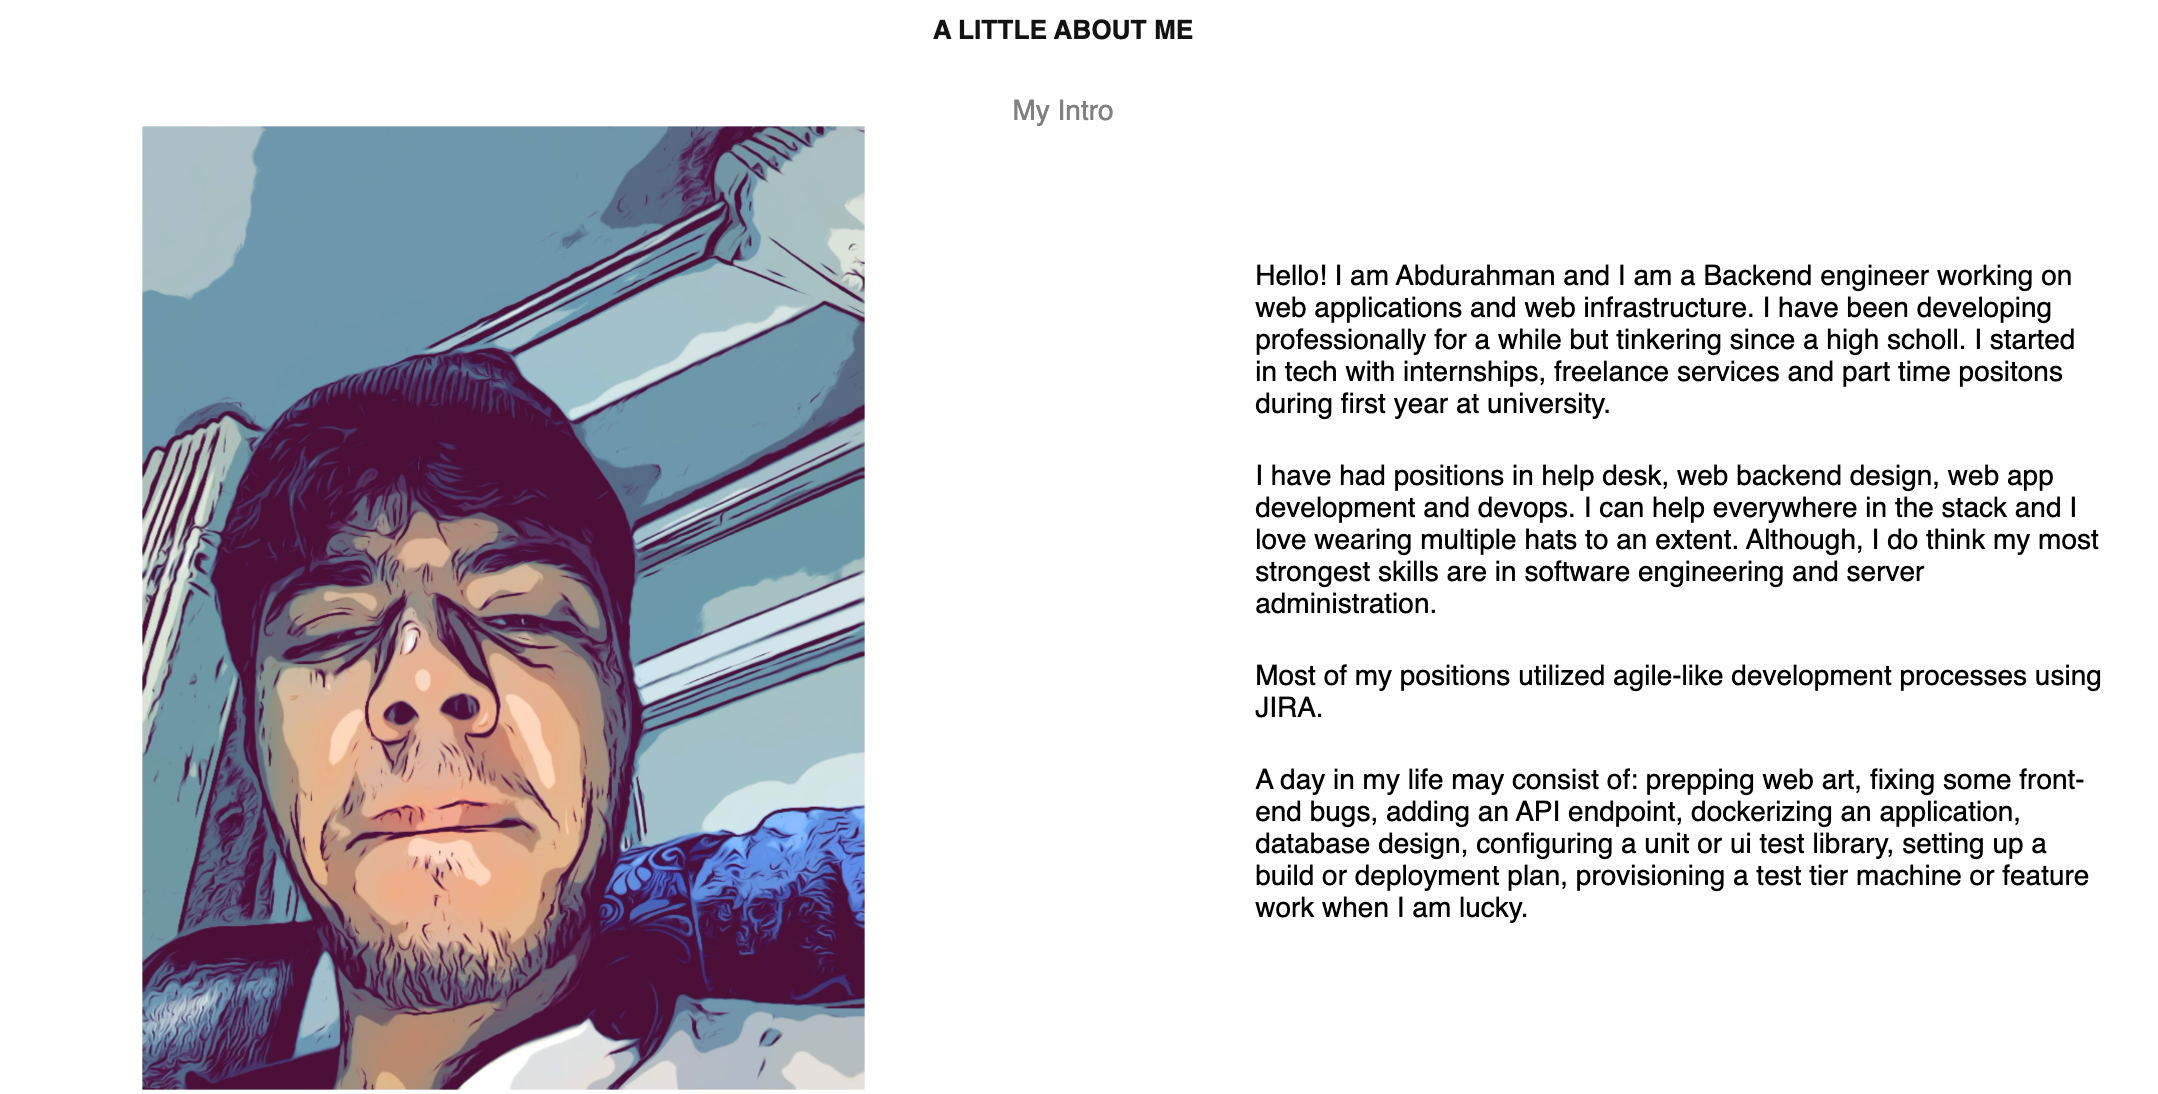 A LITTLE ABOUT ME
My Intro
Hello! I am Abdurahman and I am a Backend engineer working on
web applications and web infrastructure. I have been developing
professionally for a while but tinkering since a high scholl. I started
in tech with internships, freelance services and part time positons
during first year at university.
I have had positions in help desk, web backend design, web app
development and devops. I can help everywhere in the stack and I
love wearing multiple hats to an extent. Although, I do think my most
strongest skills are in software engineering and server
administration.
Most of my positions utilized agile-like development processes using
JIRA.
A day in my life may consist of: prepping web art, fixing some front-
end bugs, adding an API endpoint, dockerizing an application,
database design, configuring a unit or ui test library, setting up a
build or deployment plan, provisioning a test tier machine or feature
work when I am lucky.